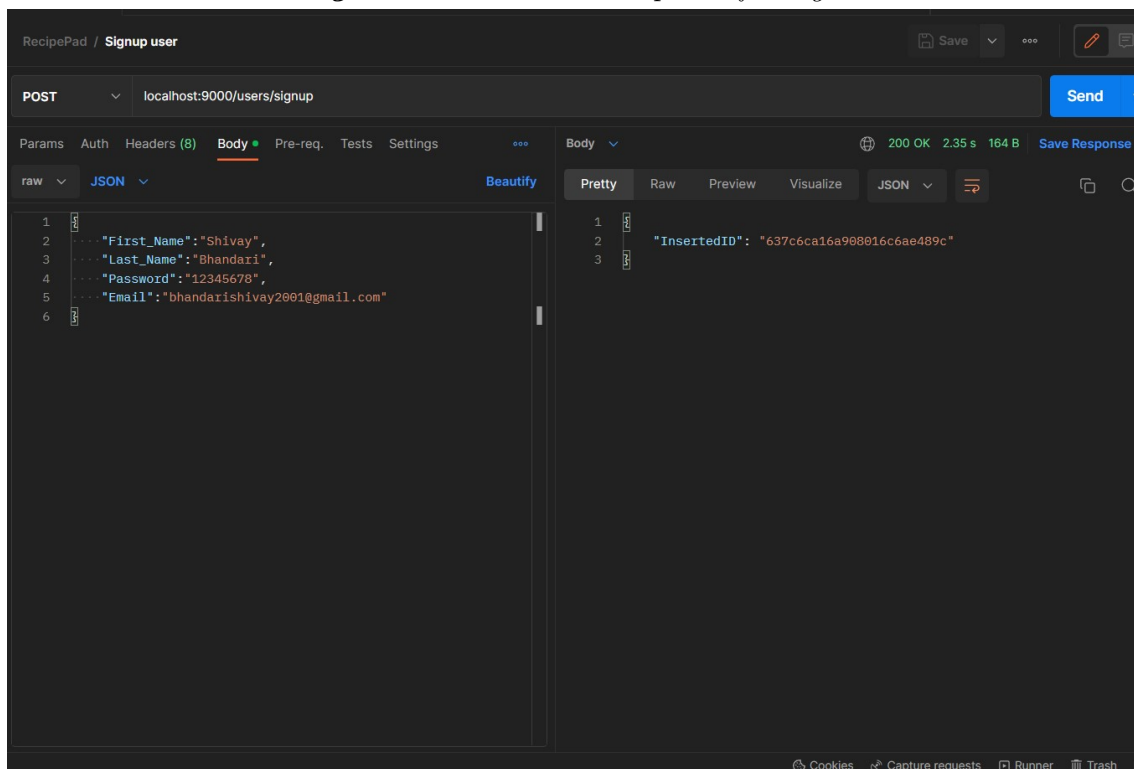 RecipePad / Signup user
Save
POST
localhost:9000/users/signup
Send
Params Auth Headers (8) Body Pre-req. Tests Settings
raw JSON Beautify
1 {
2 "First_Name":"Shivay",
3 "Last_Name":"Bhandari",
4 "Password":"12345678",
5 "Email":"bhandarishivay2001@gmail.com"
6 }
Body 200 OK 2.35 s 164 B Save Response
Pretty Raw Preview Visualize JSON
1 {
2 "InsertedID": "637c6ca16a908016c6ae489c"
3 }
Cookies Capture requests Runner Trash